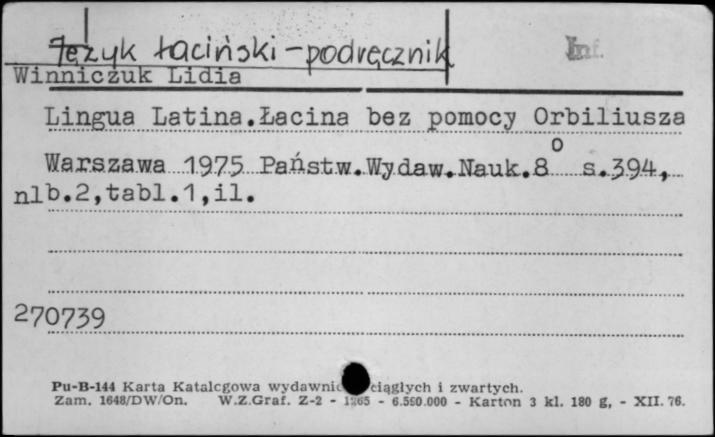 Język łaciński - podręcznik
Inf.
Winniczuk Lidia
Lingua Latina.Łacina bez pomocy Orbiliusza
Warszawa 1975 Państw.Wydaw.Nauk.8° s.394,
nlb.2,tabl.1,il.
270739
Pu-B-144 Karta Katalogowa wydawnic ciągłych i zwartych.
Zam. 1648/DW/On. W.Z.Graf. Z-2 - 1265 - 6.550.000 - Karton 3 kl. 180 g, - XII. 76.